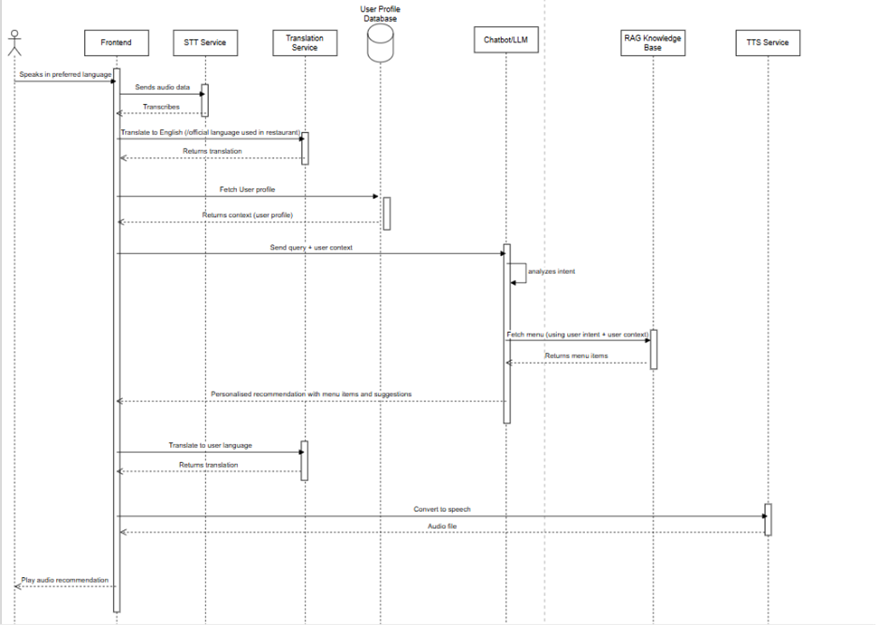 User Profile
Database
Frontend
STT Service
Translation
Service
Chatbot/LLM
RAG Knowledge
Base
TTS Service
Speaks in preferred language
Sends audio data
Transcribes
Translate to English (/official language used in restaurant)
Returns translation
Fetch User profile
Returns context (user profile)
Send query + user context
analyzes intent
Fetch menu (using user intent + user context)
Returns menu items
Personalised recommendation with menu items and suggestions
Translate to user language
Returns translation
Convert to speech
Audio file
Play audio recommendation